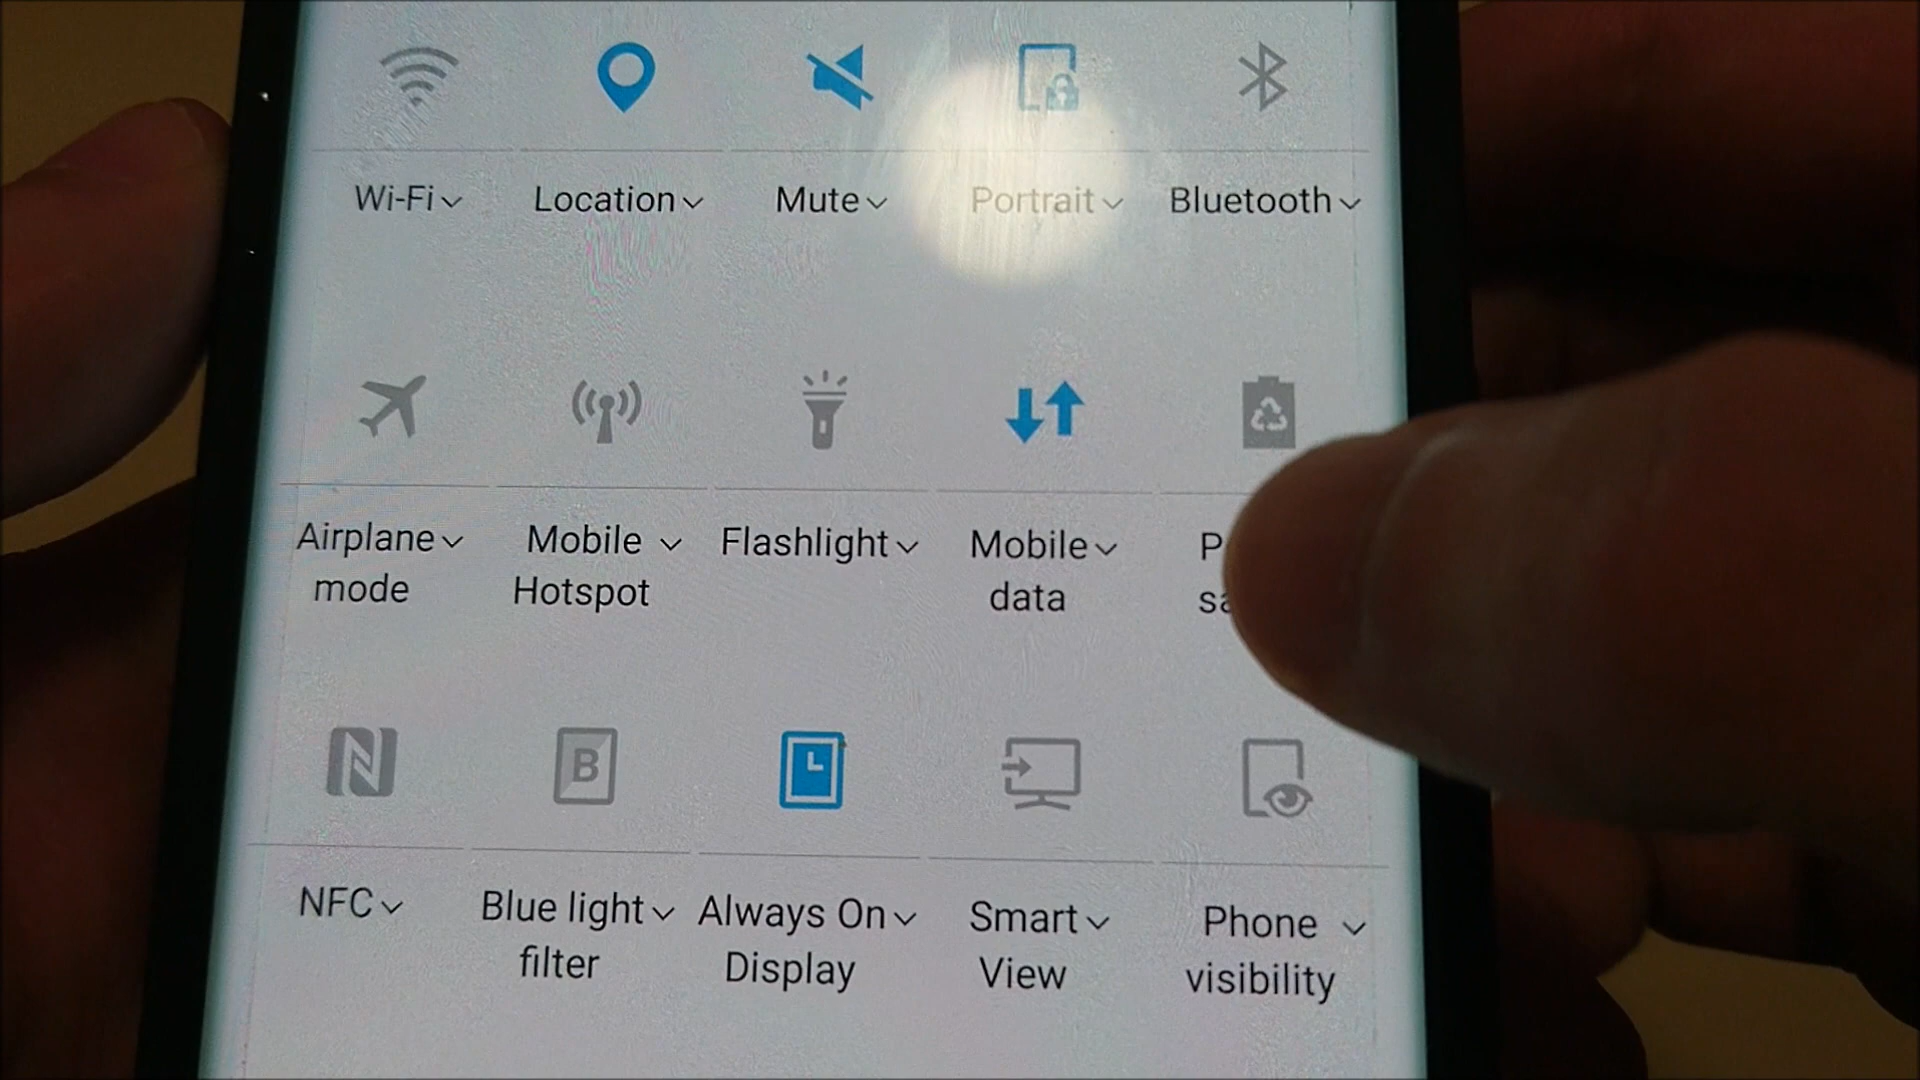 Wi-Fi
Location
Mute
Portrait
Bluetooth
Airplane
mode
Mobile
Hotspot
Flashlight
Mobile
data
B
NFC
Blue light
filter
Always On
Display
Smart
View
Phone
visibility